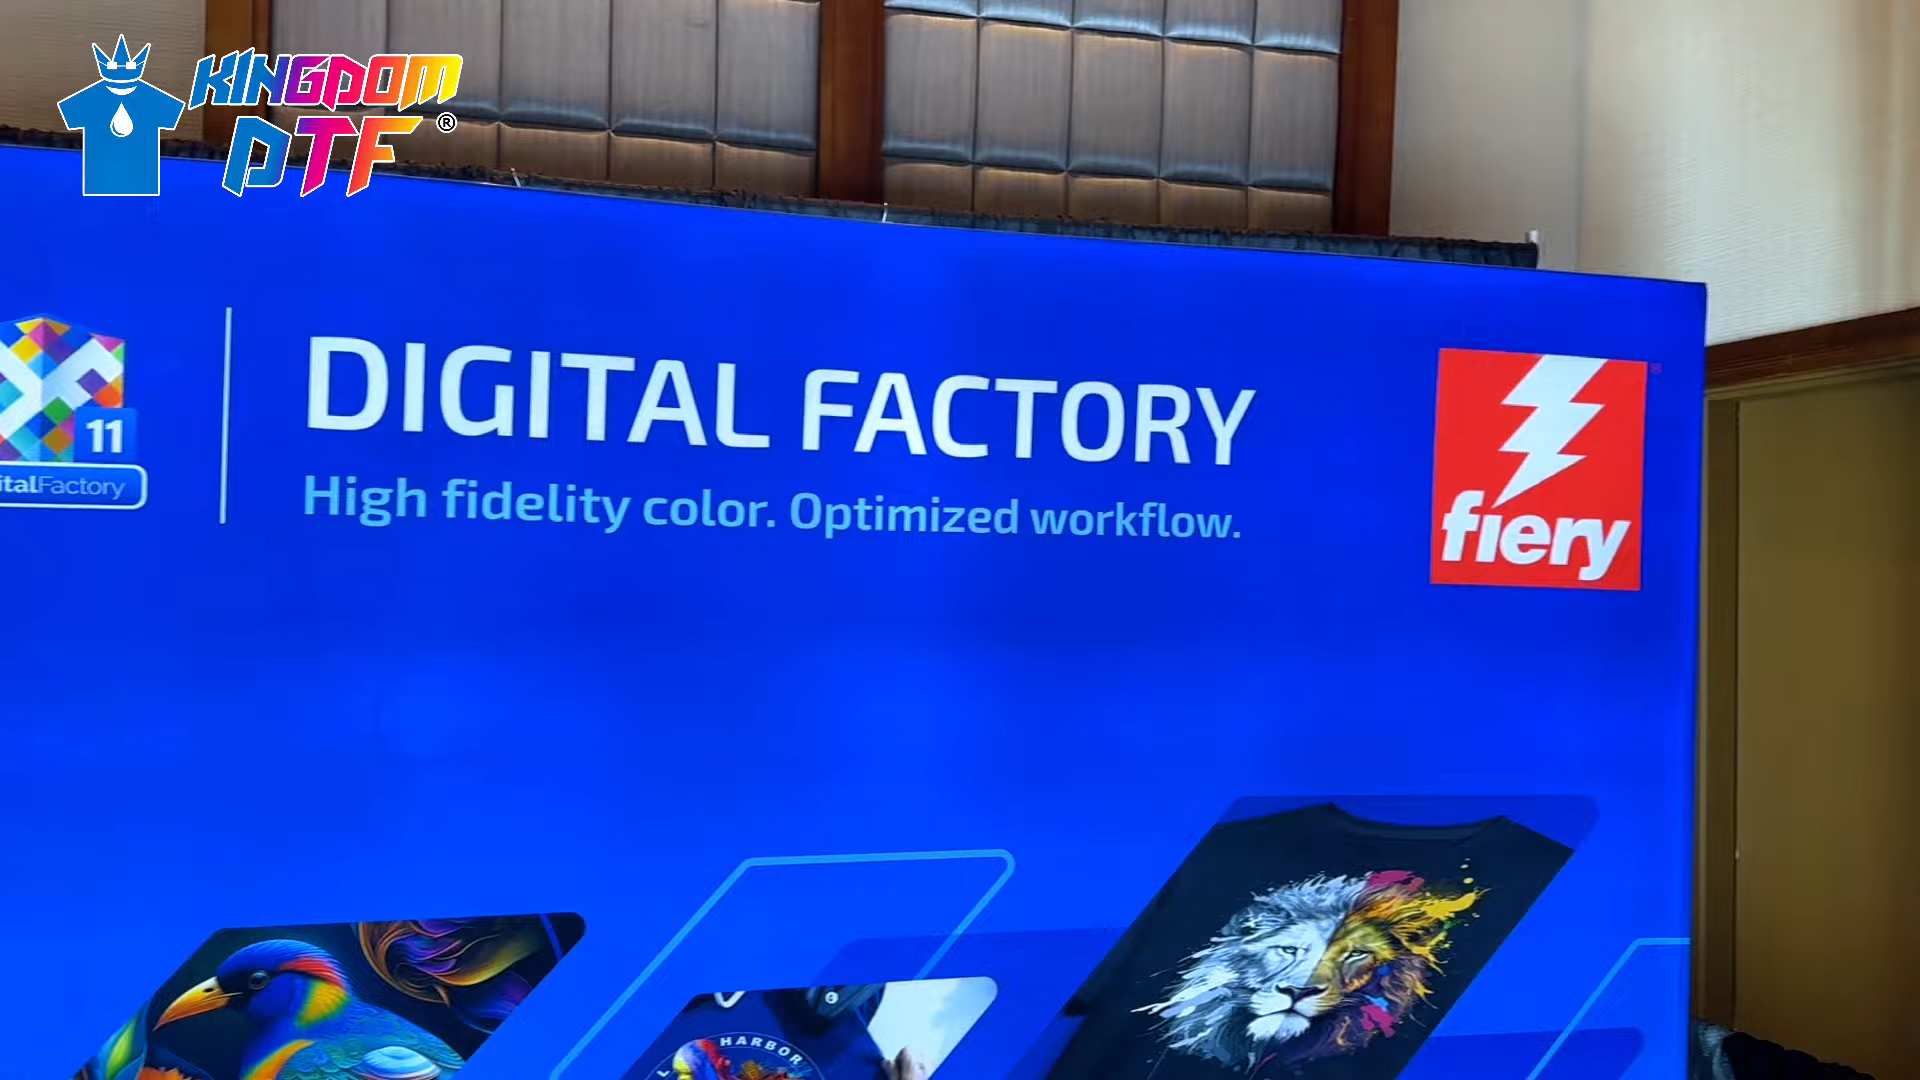 KINGDOM
DTF®
11
italFactory
DIGITAL FACTORY
High fidelity color. Optimized workflow.
fiery
HARBOR